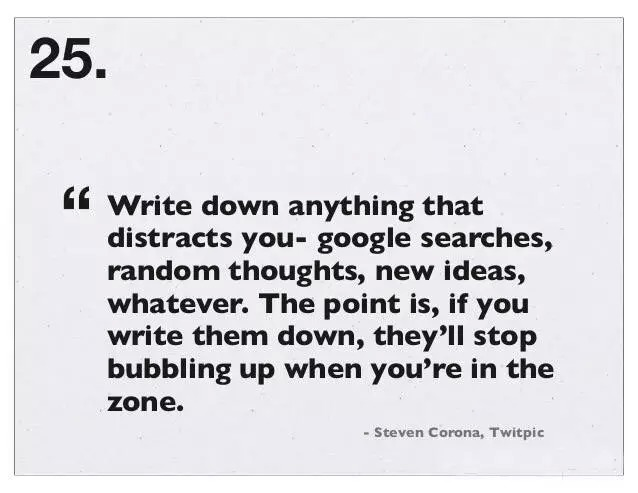 25.
“ Write down anything that
distracts you- google searches,
random thoughts, new ideas,
whatever. The point is, if you
write them down, they’ll stop
bubbling up when you’re in the
zone.
- Steven Corona, Twitpic